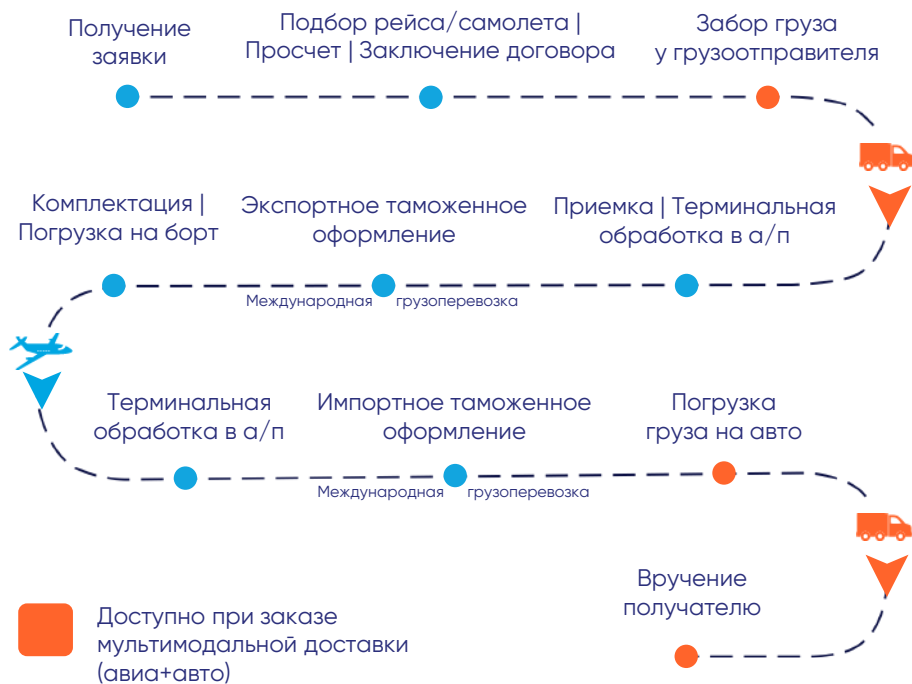 Получение
заявки
Подбор рейса/самолета |
Просчет | Заключение договора
Забор груза
у грузоотправителя
Комплектация |
Погрузка на борт
Экспортное таможенное
оформление
Приемка | Терминальная
обработка в а/п
Международная грузоперевозка
Терминальная
обработка в а/п
Импортное таможенное
оформление
Погрузка
груза на авто
Международная грузоперевозка
Вручение
получателю
Доступно при заказе
мультимодальной доставки
(авиа+авто)